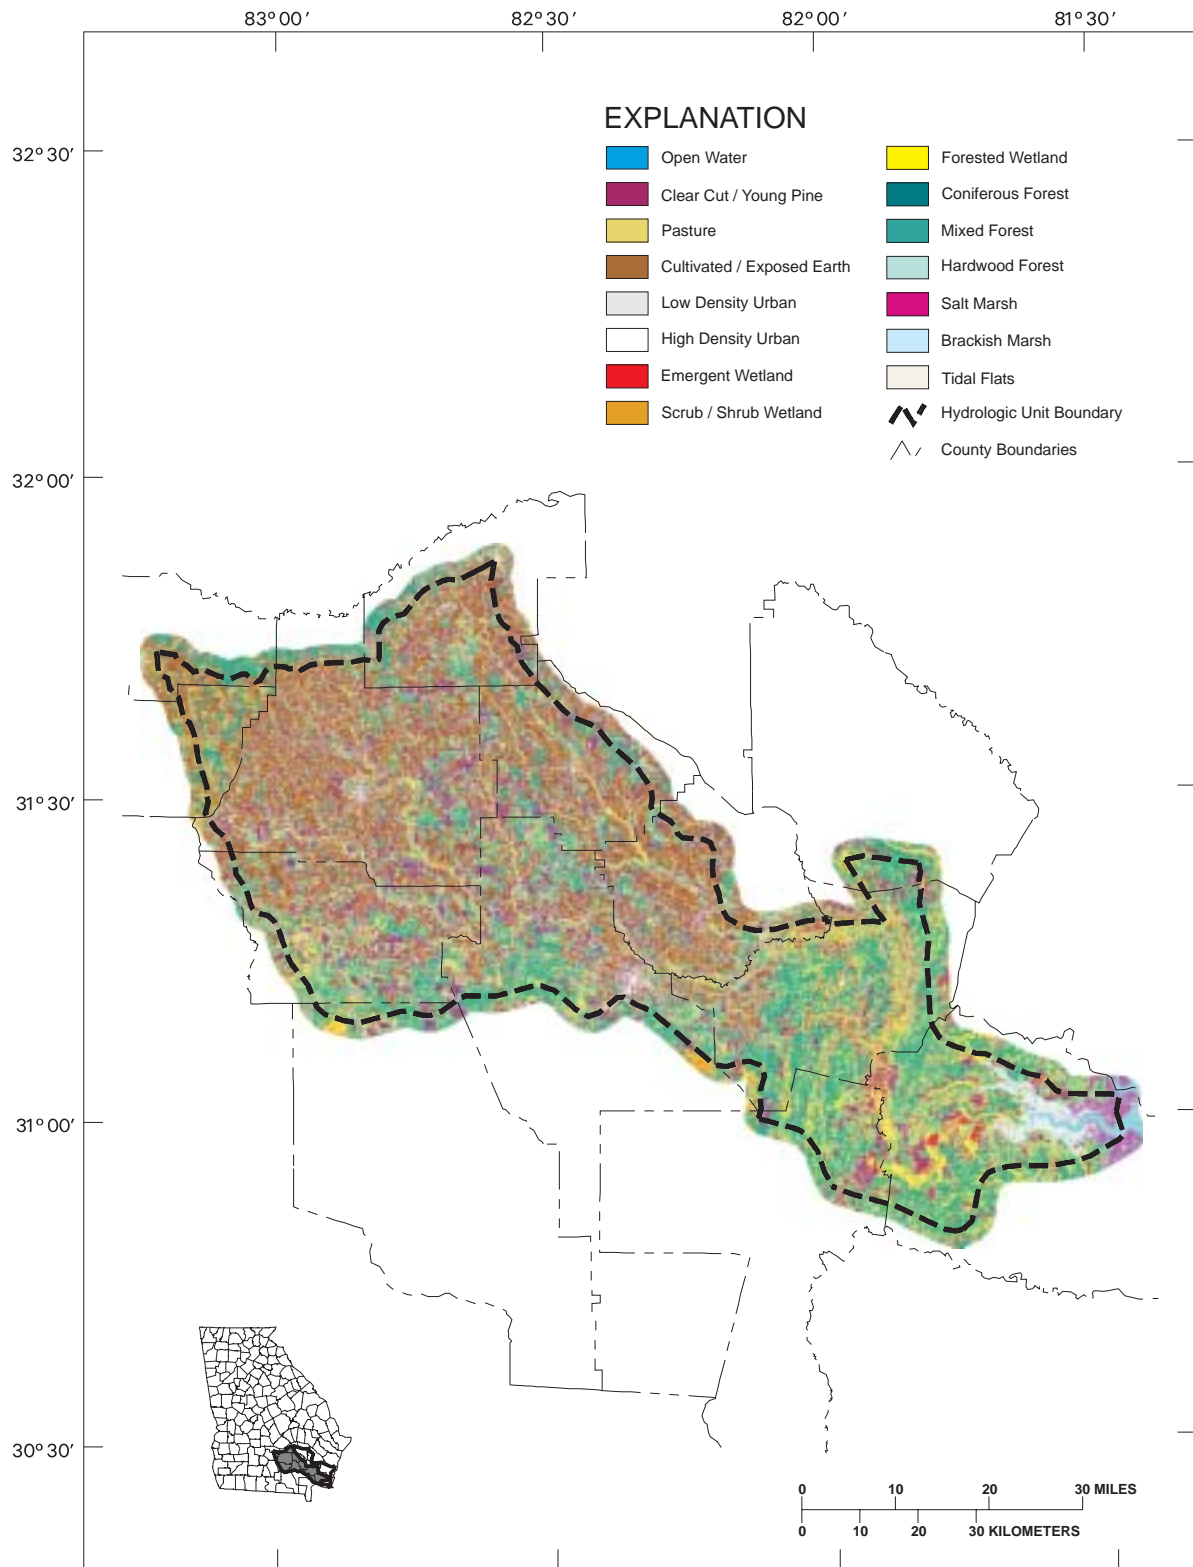 83°00′ 82°30′ 82°00′ 81°30′
32°30′
32°00′
31°30′
31°00′
30°30′
EXPLANATION
Open Water
Clear Cut / Young Pine
Pasture
Cultivated / Exposed Earth
Low Density Urban
High Density Urban
Emergent Wetland
Scrub / Shrub Wetland
Forested Wetland
Coniferous Forest
Mixed Forest
Hardwood Forest
Salt Marsh
Brackish Marsh
Tidal Flats
Hydrologic Unit Boundary
County Boundaries
0 10 20 30 MILES
0 10 20 30 KILOMETERS